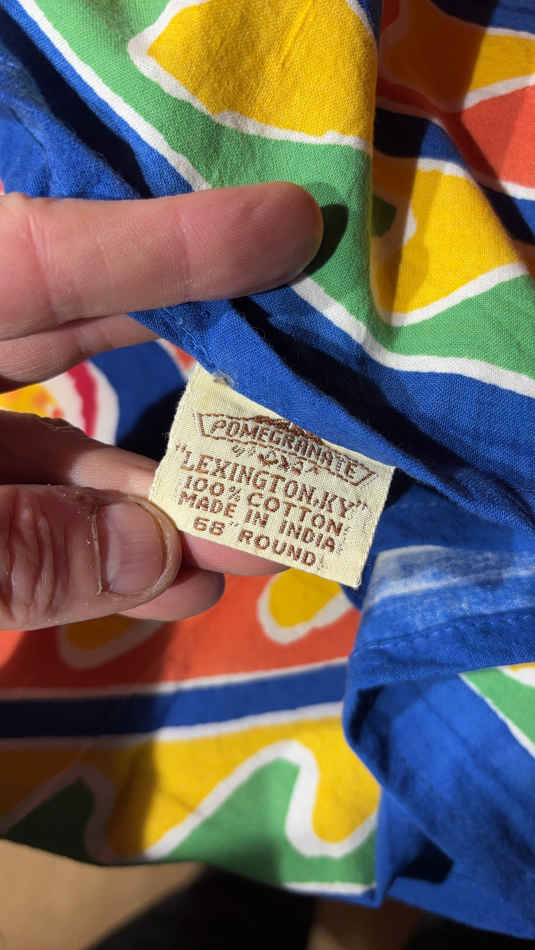 POMEGRANATE
"LEXINGTON,KY"
100% COTTON
MADE IN INDIA
68" ROUND